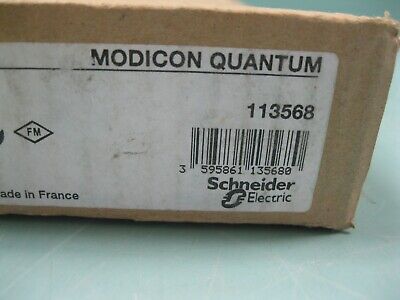 MODICON QUANTUM
113568
FM
3 595861 135680
Schneider
Electric
ade in France